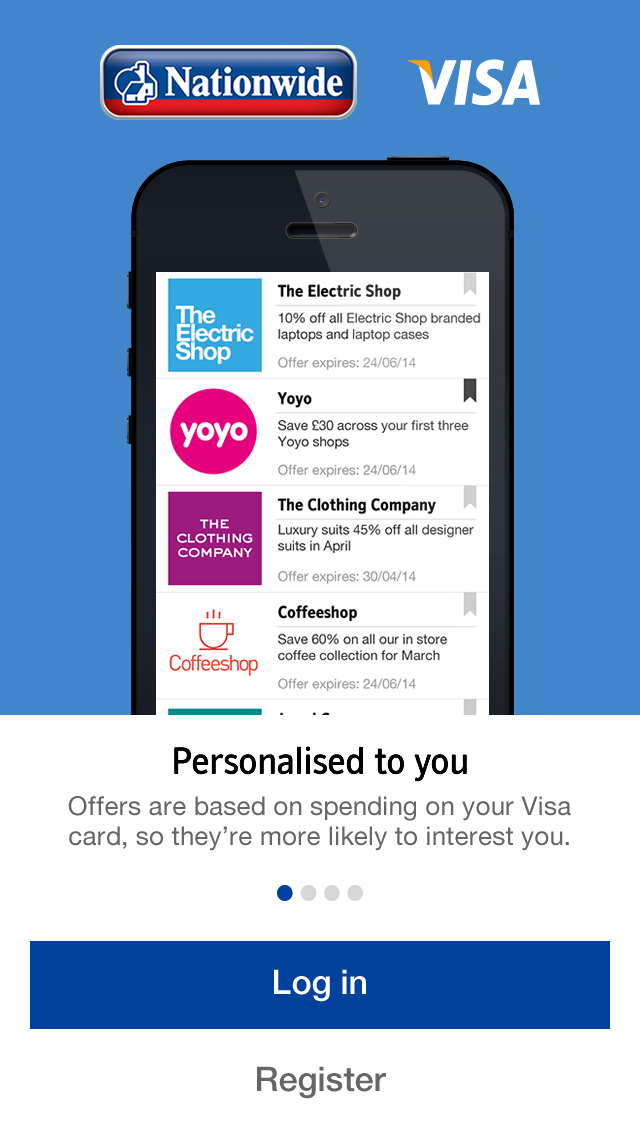 Nationwide
VISA
The
Electric
Shop
The Electric Shop
10% off all Electric Shop branded
laptops and laptop cases
Offer expires: 24/06/14
yoyo
Yoyo
Save £30 across your first three
Yoyo shops
Offer expires: 24/06/14
THE
CLOTHING
COMPANY
The Clothing Company
Luxury suits 45% off all designer
suits in April
Offer expires: 30/04/14
Coffeeshop
Coffeeshop
Save 60% on all our in store
coffee collection for March
Offer expires: 24/06/14
Personalised to you
Offers are based on spending on your Visa
card, so they’re more likely to interest you.
Log in
Register